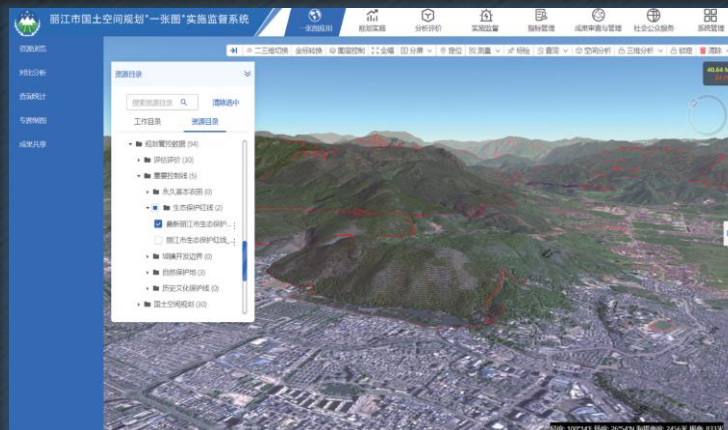 丽江市国土空间规划"一张图"实施监督系统
一张图应用 规划实施 分析评价 实施监督 指标管理 成果审查与管理 社会公众服务 系统管理
资源浏览
对比分析
查询统计
专题制图
成果共享
二三维切换 坐标转换 图层控制 全幅 分屏 定位 测量 标绘 查询 空间分析 三维分析 锁定 清除
资源目录
搜索资源目录 清除选中
工作目录 资源目录
规划管控数据 (94)
评估评价 (30)
重要控制线 (5)
永久基本农田 (0)
生态保护红线 (2)
最新丽江市生态保护...
丽江市生态保护红线...
城镇开发边界 (0)
自然保护地 (3)
历史文化保护线 (0)
国土空间规划 (30)